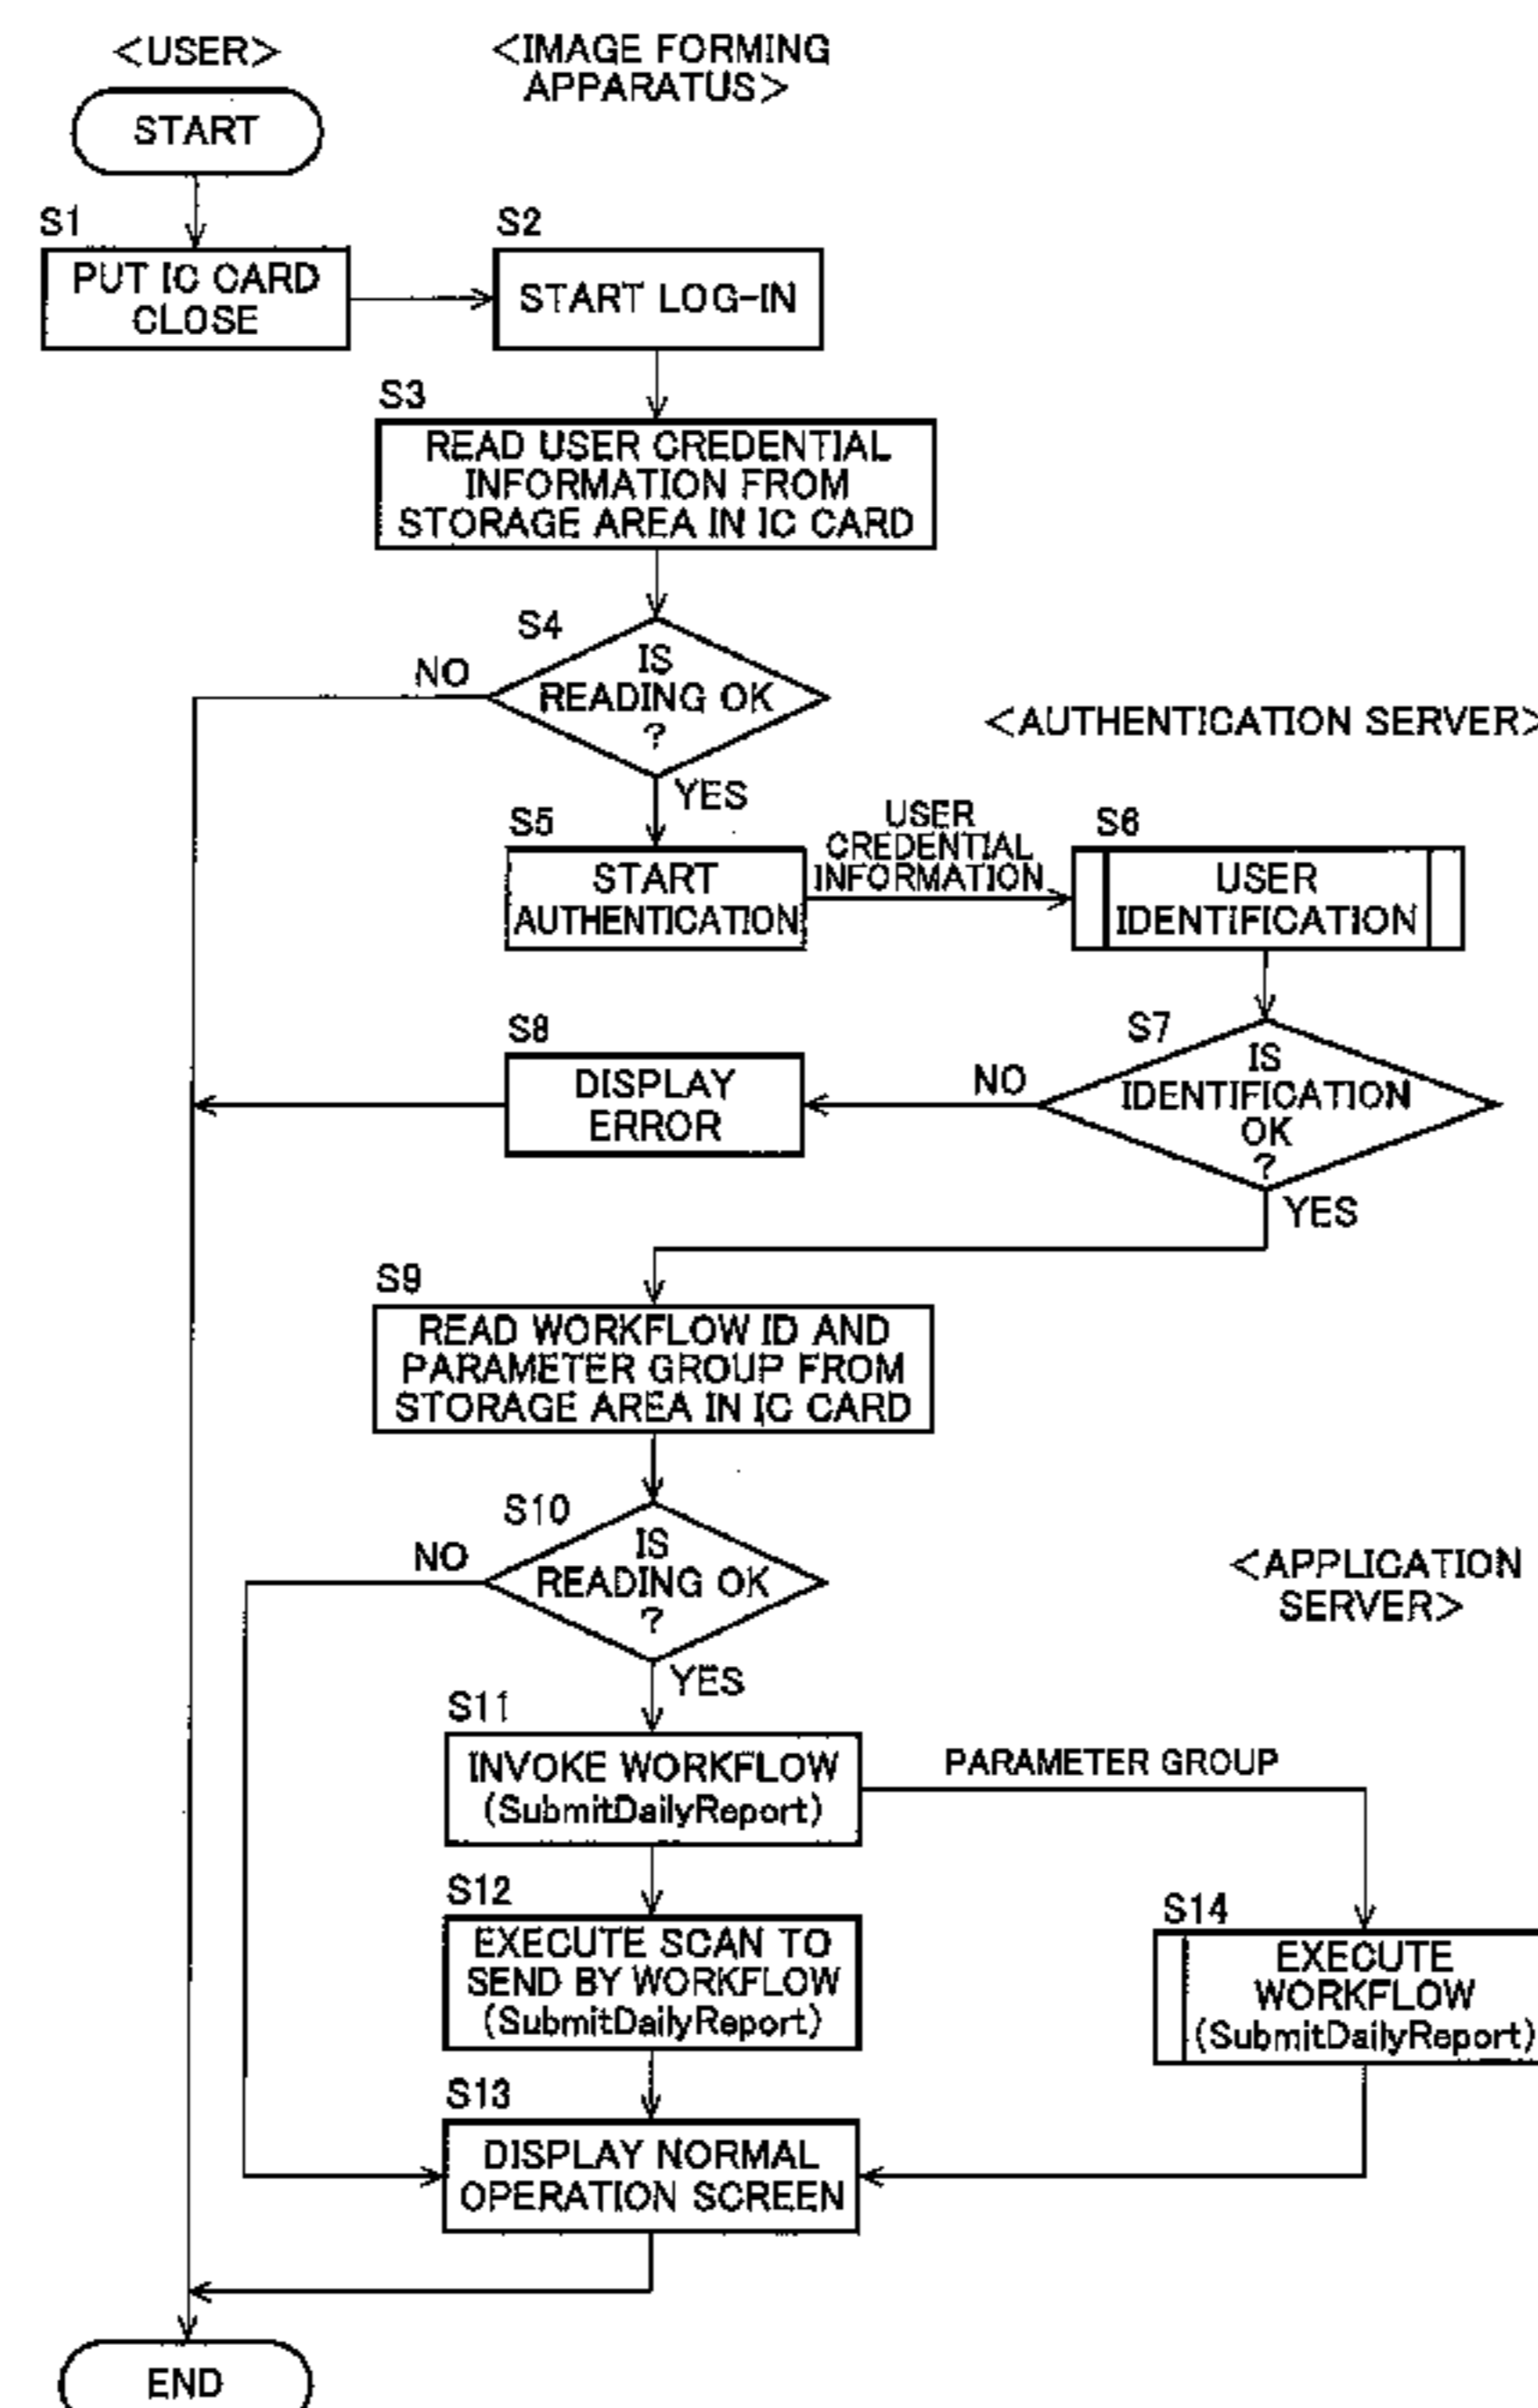 <USER>
<IMAGE FORMING
APPARATUS>
START
S1
PUT IC CARD
CLOSE
S2
START LOG-IN
S3
READ USER CREDENTIAL
INFORMATION FROM
STORAGE AREA IN IC CARD
S4
IS
READING OK
?
NO
YES
<AUTHENTICATION SERVER>
S5
START
AUTHENTICATION
USER
CREDENTIAL
INFORMATION
S6
USER
IDENTIFICATION
S7
IS
IDENTIFICATION
OK
?
NO
YES
S8
DISPLAY
ERROR
S9
READ WORKFLOW ID AND
PARAMETER GROUP FROM
STORAGE AREA IN IC CARD
S10
IS
READING OK
?
NO
YES
<APPLICATION
SERVER>
S11
INVOKE WORKFLOW
(SubmitDailyReport)
PARAMETER GROUP
S12
EXECUTE SCAN TO
SEND BY WORKFLOW
(SubmitDailyReport)
S14
EXECUTE
WORKFLOW
(SubmitDailyReport)
S13
DISPLAY NORMAL
OPERATION SCREEN
END